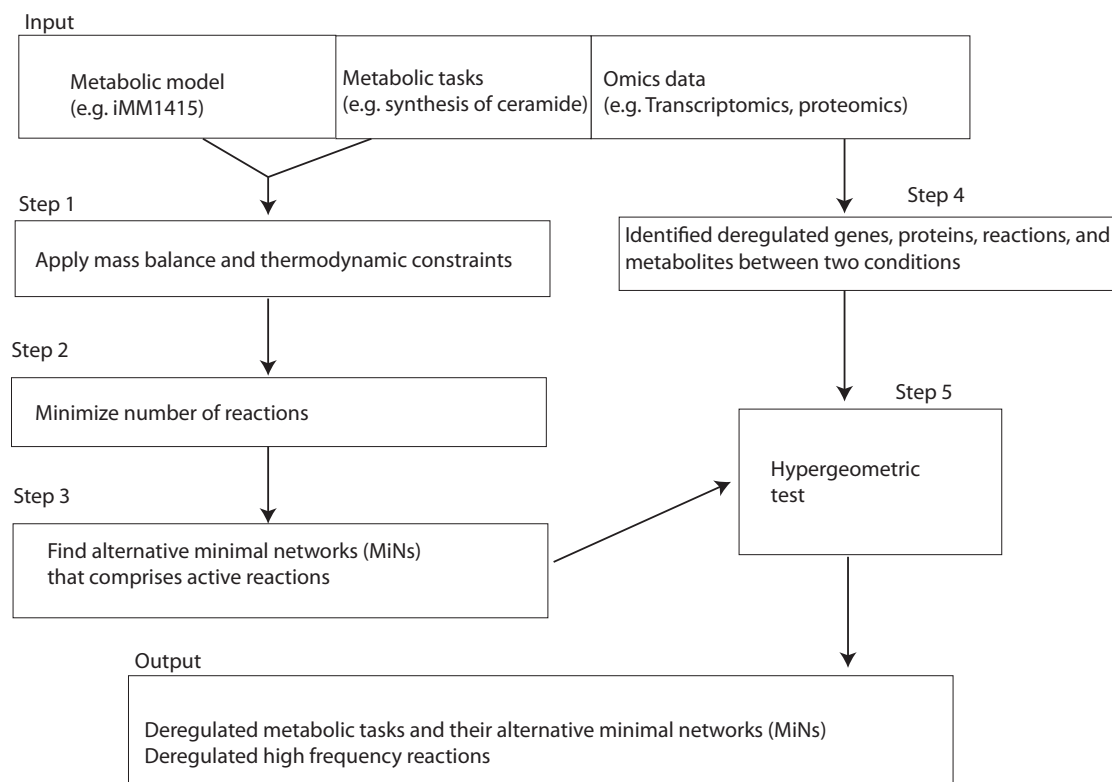 Input
Metabolic model
(e.g. iMM1415)
Metabolic tasks
(e.g. synthesis of ceramide)
Omics data
(e.g. Transcriptomics, proteomics)
Step 1
Apply mass balance and thermodynamic constraints
Step 2
Minimize number of reactions
Step 3
Find alternative minimal networks (MiNs)
that comprises active reactions
Step 4
Identified deregulated genes, proteins, reactions, and
metabolites between two conditions
Step 5
Hypergeometric
test
Output
Deregulated metabolic tasks and their alternative minimal networks (MiNs)
Deregulated high frequency reactions